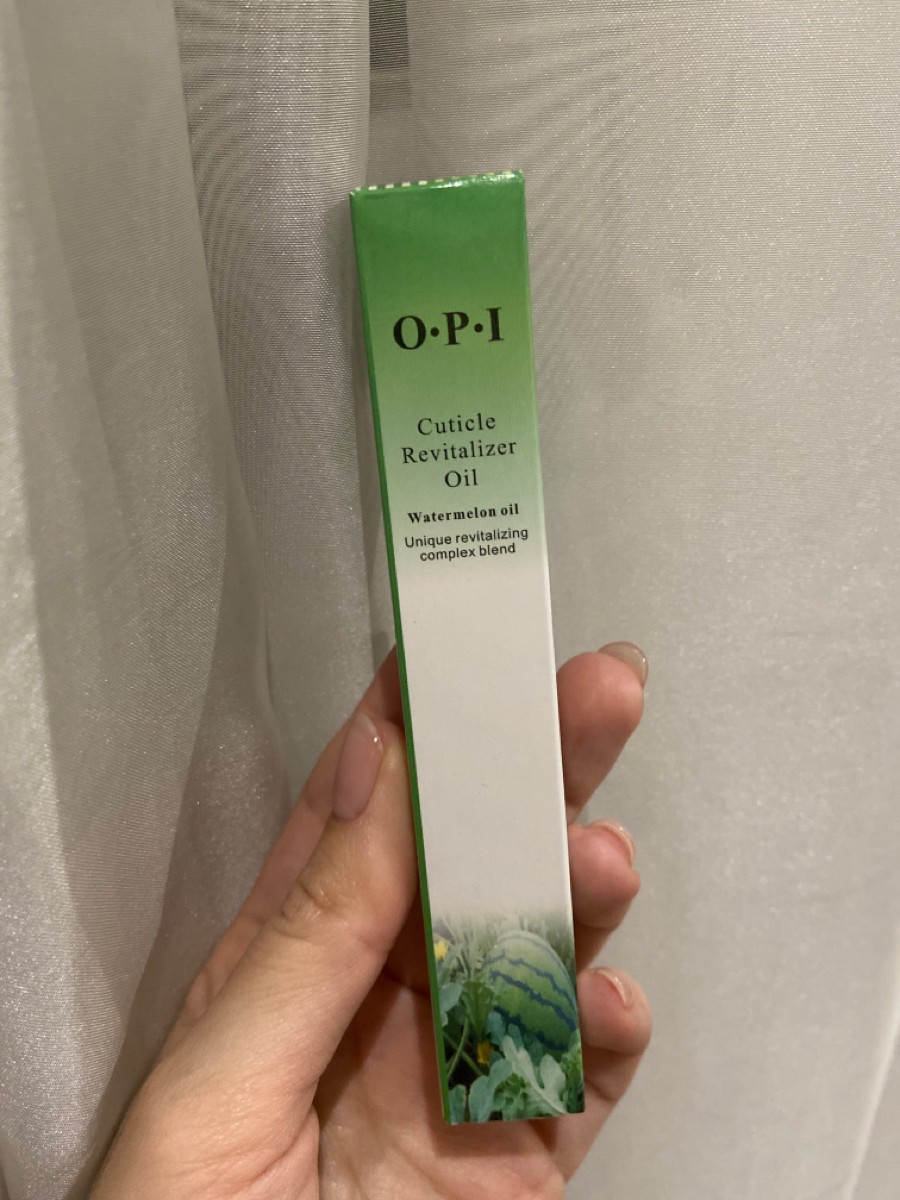 O·P·I
Cuticle
Revitalizer
Oil
Watermelon oil
Unique revitalizing
complex blend